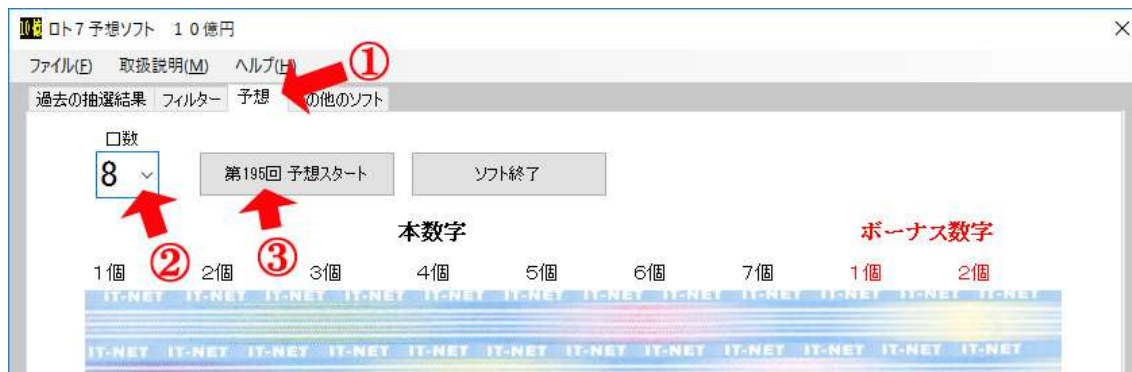 10億 ロト7予想ソフト 10億円
ファイル(F) 取扱説明(M) ヘルプ(H)
①
過去の抽選結果 フィルター 予想 の他のソフト
口数
8 第195回 予想スタート ソフト終了
② ③
本数字 ボーナス数字
1個 2個 3個 4個 5個 6個 7個 1個 2個
IT-NET IT-NET IT-NET IT-NET IT-NET IT-NET IT-NET IT-NET IT-NET IT-NET IT-NET IT-NET
IT-NET IT-NET IT-NET IT-NET IT-NET IT-NET IT-NET IT-NET IT-NET IT-NET IT-NET IT-NET